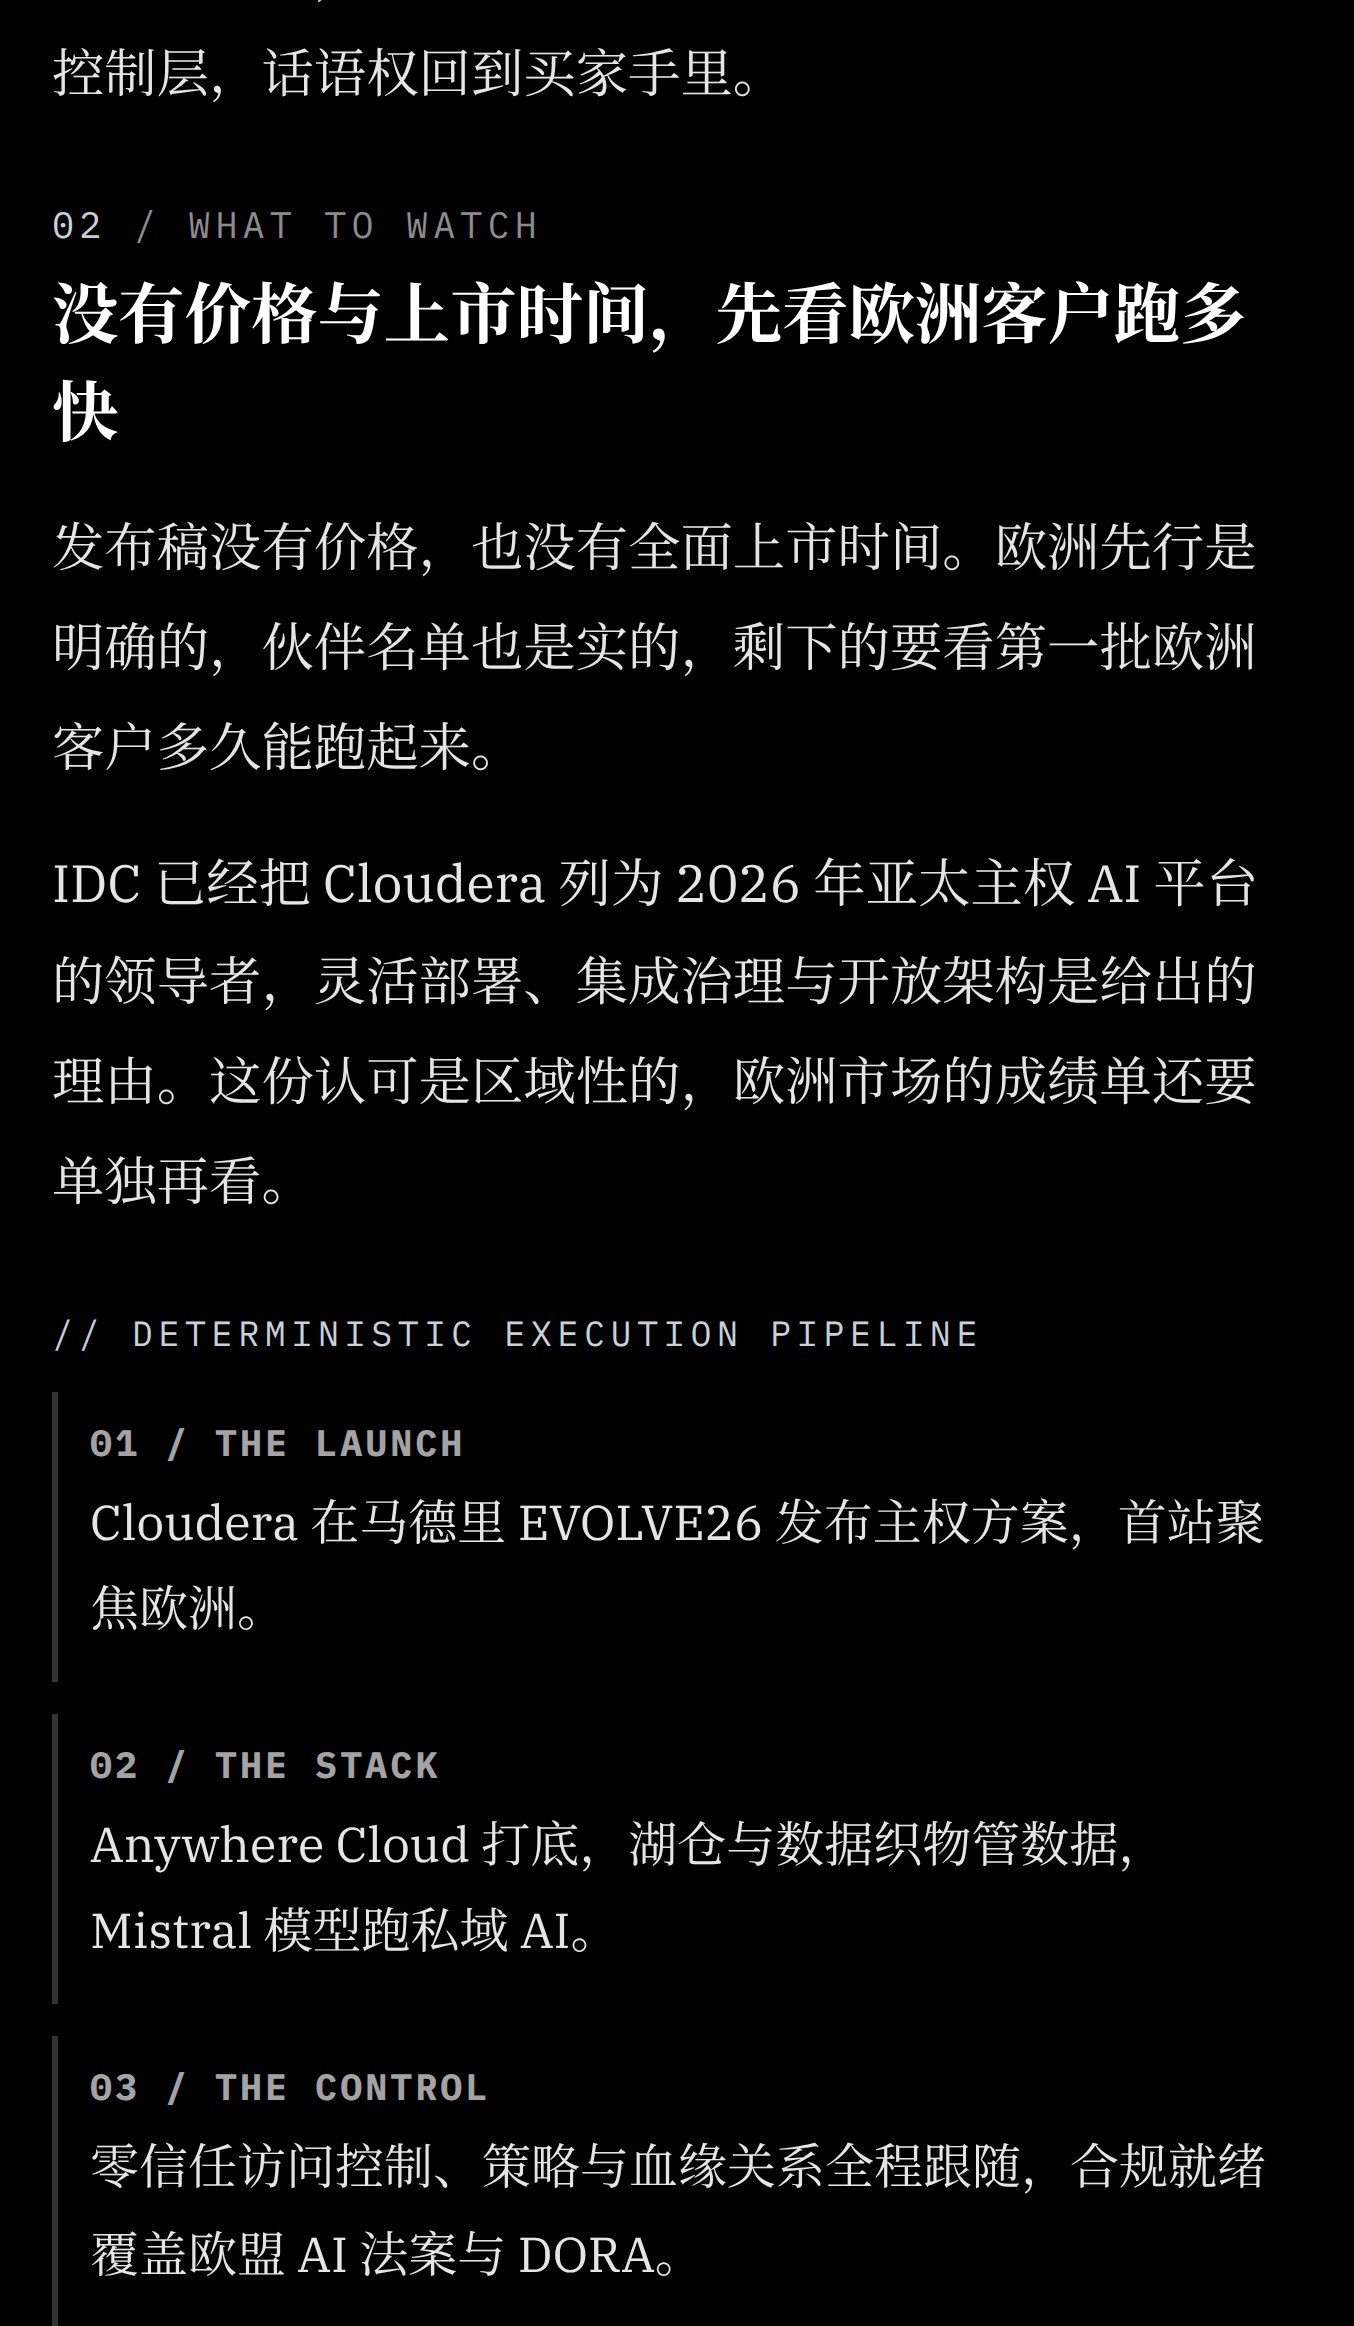 控制层，话语权回到买家手里。
02 / WHAT TO WATCH
没有价格与上市时间，先看欧洲客户跑多
快
发布稿没有价格，也没有全面上市时间。欧洲先行是
明确的，伙伴名单也是实的，剩下的要看第一批欧洲
客户多久能跑起来。
IDC 已经把 Cloudera 列为 2026 年亚太主权 AI 平台
的领导者，灵活部署、集成治理与开放架构是给出的
理由。这份认可是区域性的，欧洲市场的成绩单还要
单独再看。
// DETERMINISTIC EXECUTION PIPELINE
01 / THE LAUNCH
Cloudera 在马德里 EVOLVE26 发布主权方案，首站聚
焦欧洲。
02 / THE STACK
Anywhere Cloud 打底，湖仓与数据织物管数据，
Mistral 模型跑私域 AI。
03 / THE CONTROL
零信任访问控制、策略与血缘关系全程跟随，合规就绪
覆盖欧盟 AI 法案与 DORA。